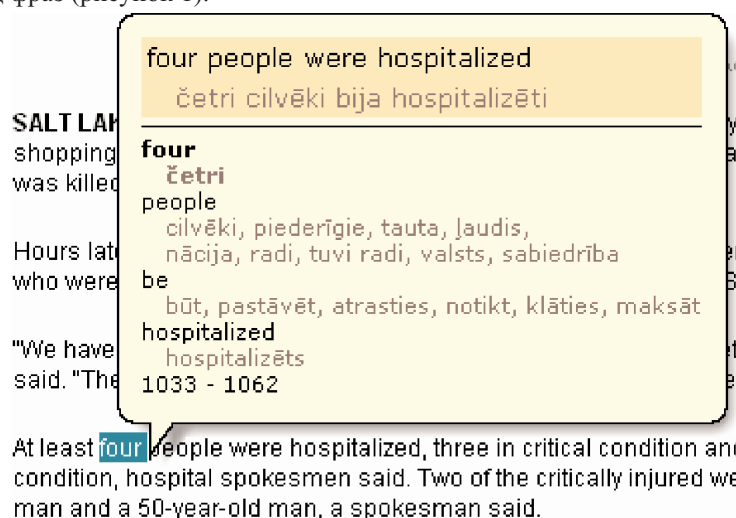 фраз (рисунок 1).
four people were hospitalized
četri cilvēki bija hospitalizēti
SALT LAK
shopping
was killed
four
četri
people
cilvēki, piederīgie, tauta, ļaudis,
nācija, radi, tuvi radi, valsts, sabiedrība
be
būt, pastāvēt, atrasties, notikt, klāties, maksāt
hospitalized
hospitalizēts
1033 - 1062
Hours late
who were
"We have
said. "The
At least four people were hospitalized, three in critical condition and
condition, hospital spokesmen said. Two of the critically injured we
man and a 50-year-old man, a spokesman said.